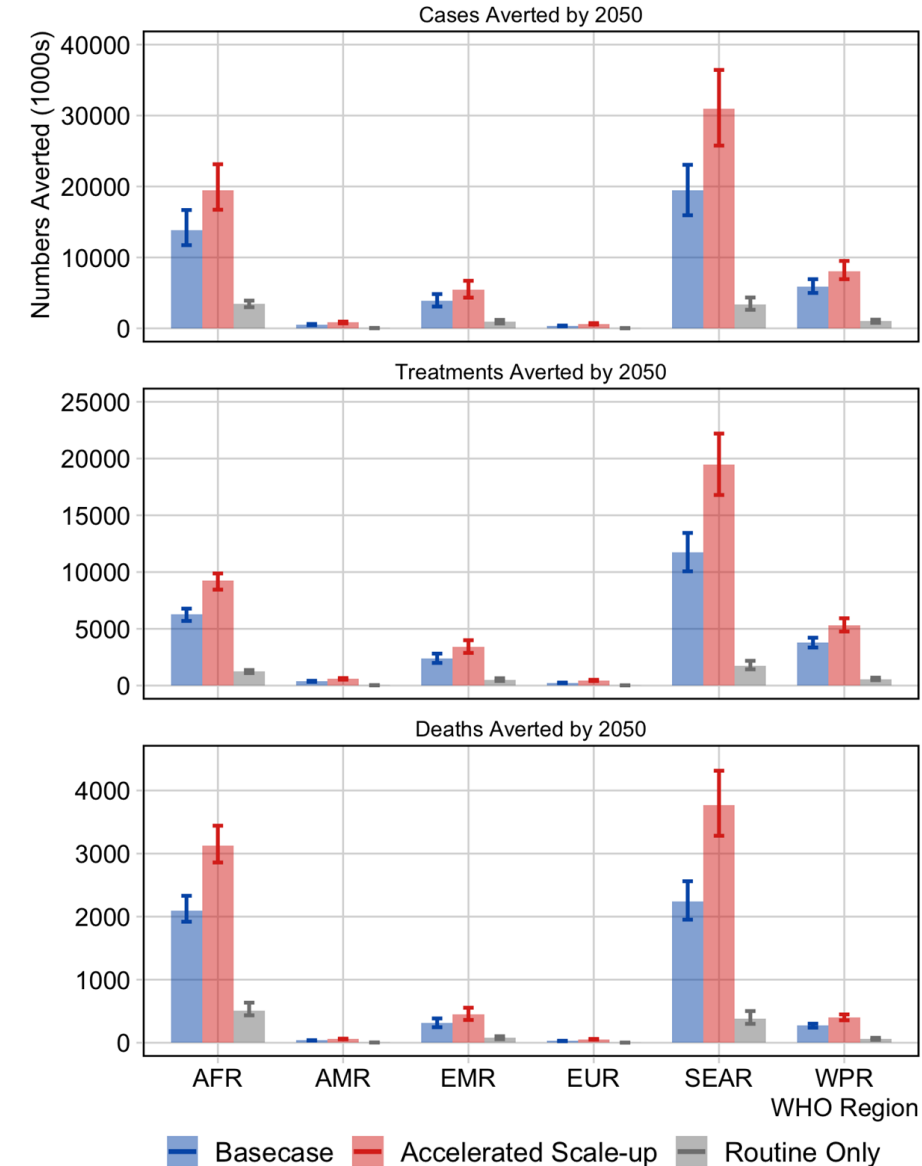 Cases Averted by 2050
Numbers Averted (1000s)
40000
30000
20000
10000
0
Treatments Averted by 2050
25000
20000
15000
10000
5000
0
Deaths Averted by 2050
4000
3000
2000
1000
0
AFR AMR EMR EUR SEAR WPR
WHO Region
Basecase Accelerated Scale-up Routine Only